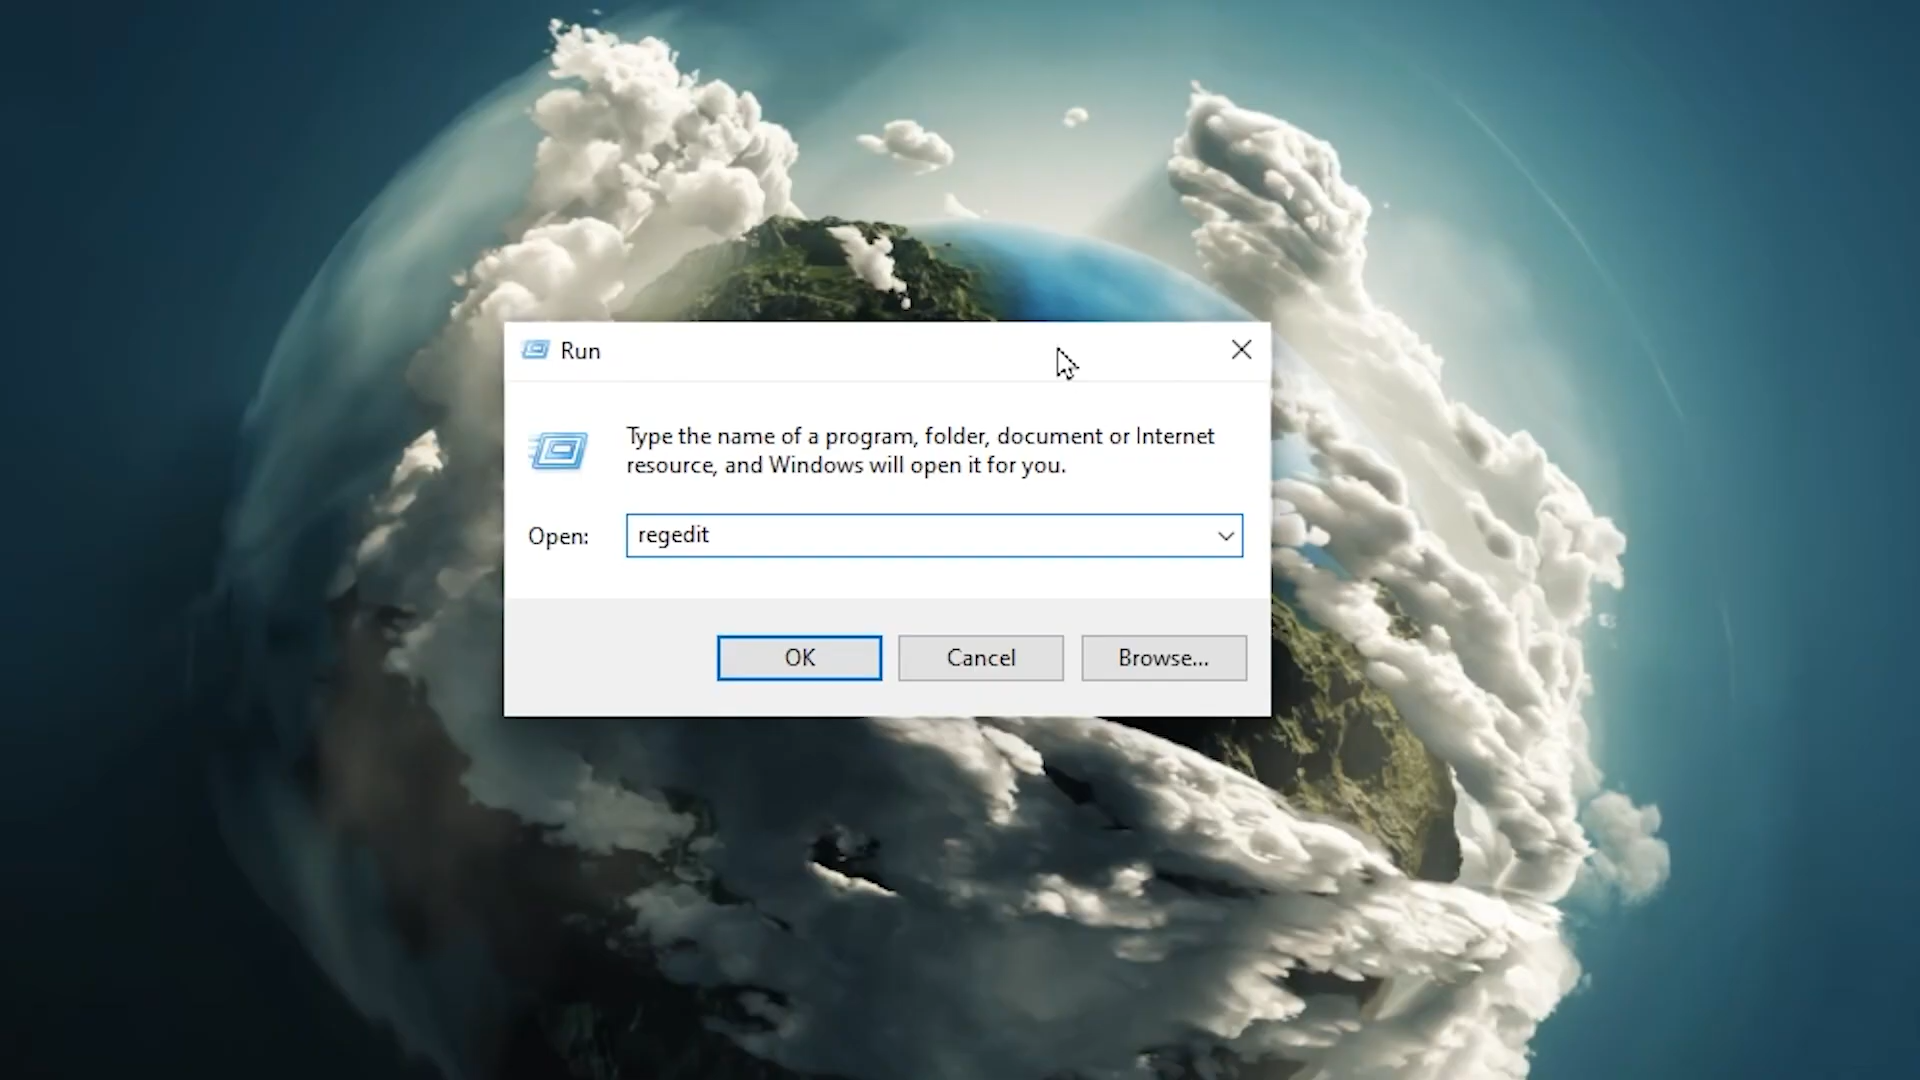 Run
Type the name of a program, folder, document or Internet
resource, and Windows will open it for you.
Open: regedit
OK Cancel Browse...